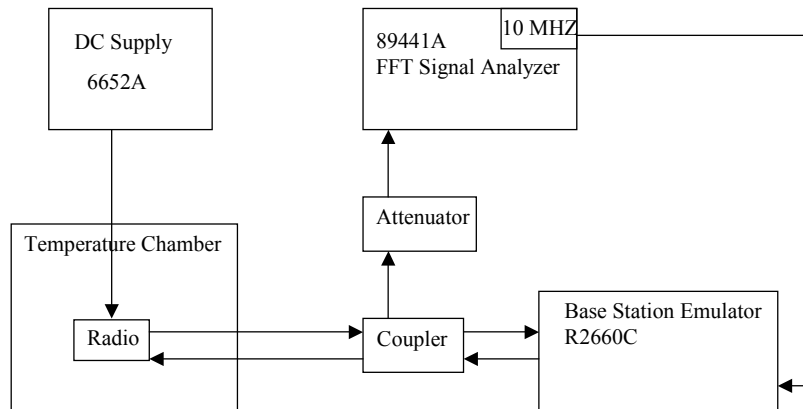 DC Supply
6652A
10 MHZ
89441A
FFT Signal Analyzer
Attenuator
Temperature Chamber
Radio
Coupler
Base Station Emulator
R2660C